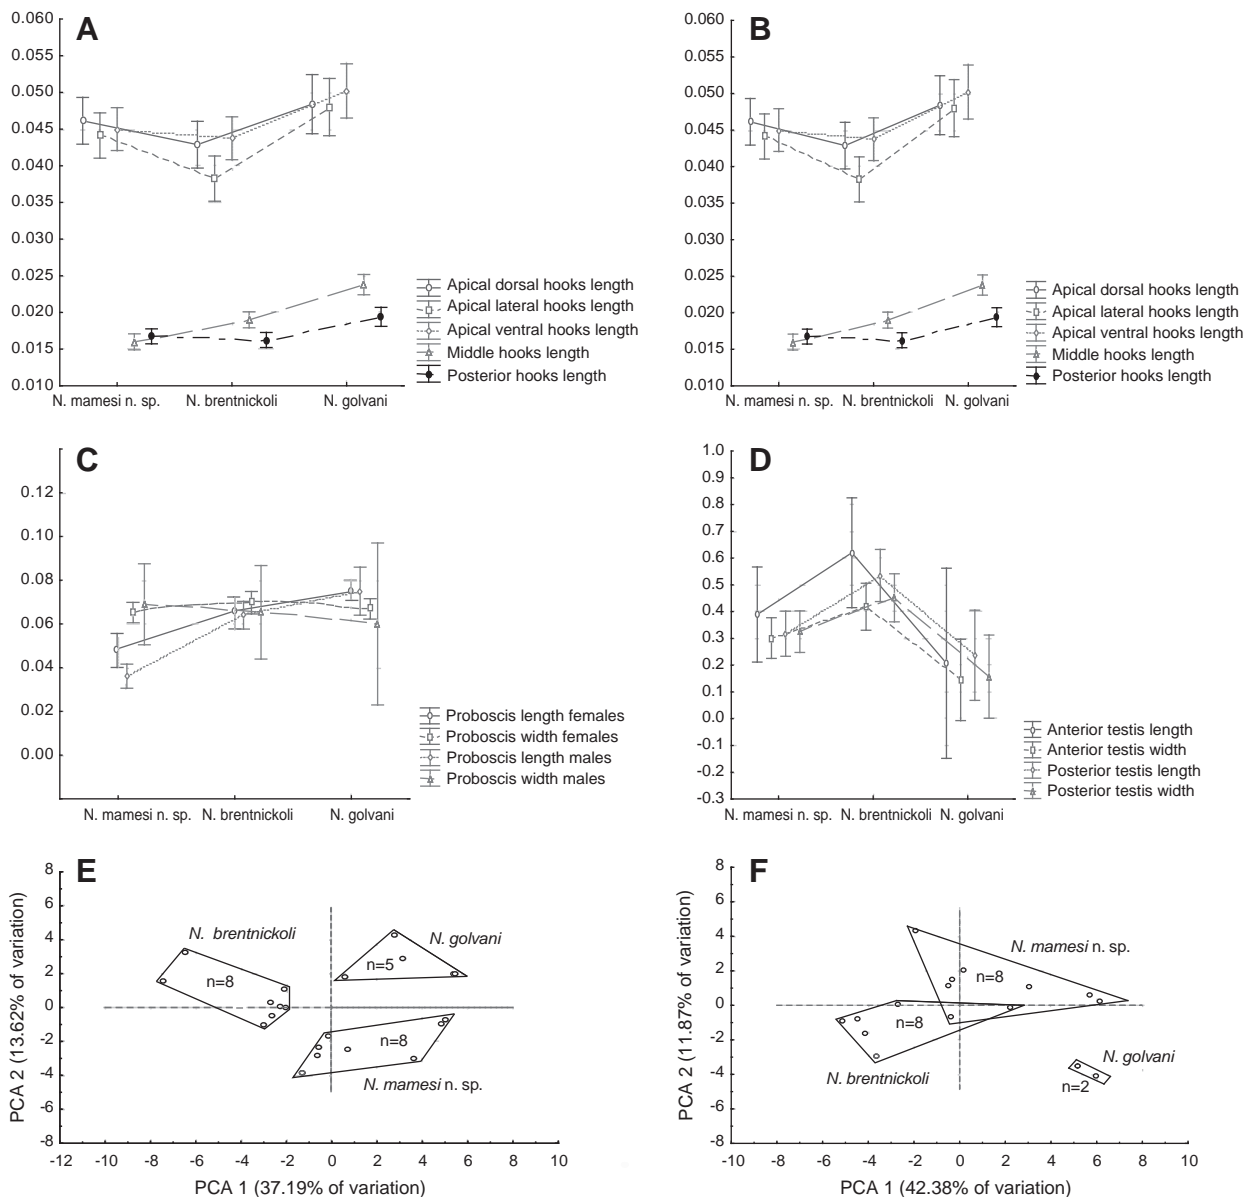 A
0.060
0.055
0.050
0.045
0.040
0.035
0.030
0.025
0.020
0.015
0.010
N. mamesi n. sp.
N. brentnickoli
N. golvani
Apical dorsal hooks length
Apical lateral hooks length
Apical ventral hooks length
Middle hooks length
Posterior hooks length
B
0.060
0.055
0.050
0.045
0.040
0.035
0.030
0.025
0.020
0.015
0.010
N. mamesi n. sp.
N. brentnickoli
N. golvani
Apical dorsal hooks length
Apical lateral hooks length
Apical ventral hooks length
Middle hooks length
Posterior hooks length
C
0.12
0.10
0.08
0.06
0.04
0.02
0.00
N. mamesi n. sp.
N. brentnickoli
N. golvani
Proboscis length females
Proboscis width females
Proboscis length males
Proboscis width males
D
1.0
0.9
0.8
0.7
0.6
0.5
0.4
0.3
0.2
0.1
0.0
-0.1
-0.2
-0.3
N. mamesi n. sp.
N. brentnickoli
N. golvani
Anterior testis length
Anterior testis width
Posterior testis length
Posterior testis width
E
PCA 2 (13.62% of variation)
8
6
4
2
0
-2
-4
-6
-8
N. brentnickoli
n=8
N. golvani
n=5
n=8
N. mamesi n. sp.
-12 -10 -8 -6 -4 -2 0 2 4 6 8 10
PCA 1 (37.19% of variation)
F
PCA 2 (11.87% of variation)
8
6
4
2
0
-2
-4
-6
-8
N. mamesi n. sp.
n=8
n=8
N. brentnickoli
N. golvani
n=2
-10 -8 -6 -4 -2 0 2 4 6 8 10
PCA 1 (42.38% of variation)